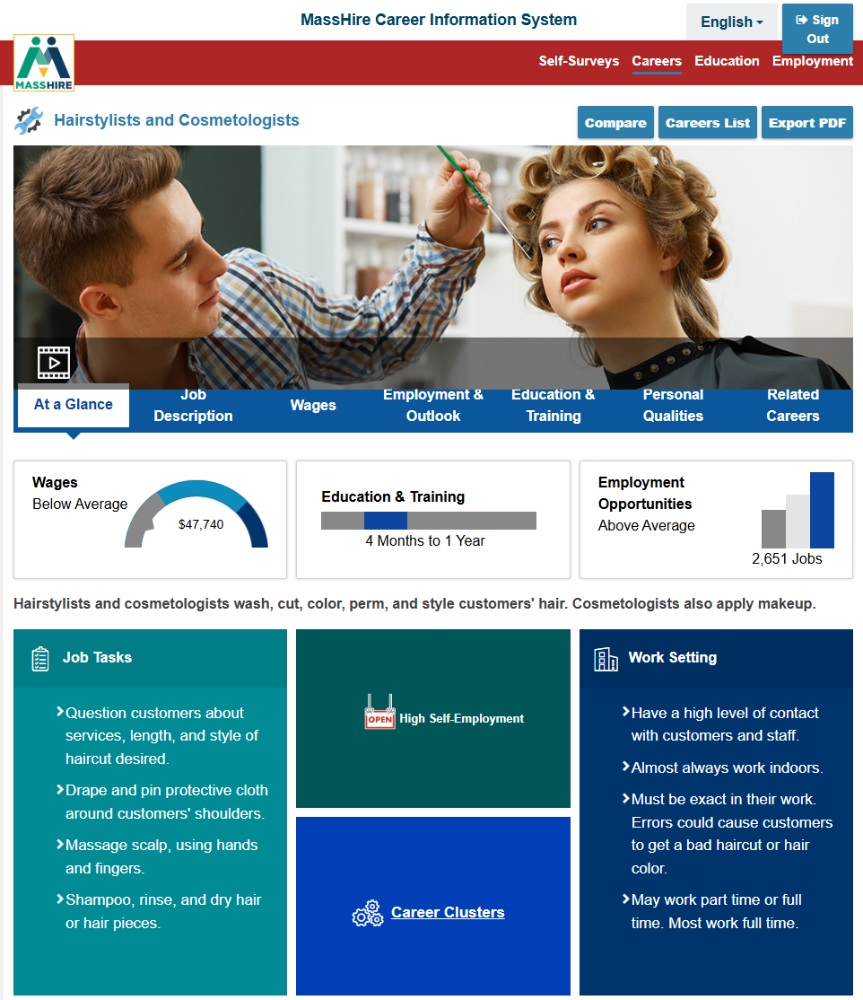 MassHire Career Information System
English
Sign
Out
MASSHIRE
Self-Surveys Careers Education Employment
Hairstylists and Cosmetologists
Compare Careers List Export PDF
At a Glance
Job
Description
Wages
Employment &
Outlook
Education &
Training
Personal
Qualities
Related
Careers
Wages
Below Average
$47,740
Education & Training
4 Months to 1 Year
Employment
Opportunities
Above Average
2,651 Jobs
Hairstylists and cosmetologists wash, cut, color, perm, and style customers' hair. Cosmetologists also apply makeup.
Job Tasks
Question customers about
services, length, and style of
haircut desired.
Drape and pin protective cloth
around customers' shoulders.
Massage scalp, using hands
and fingers.
Shampoo, rinse, and dry hair
or hair pieces.
OPEN High Self-Employment
Career Clusters
Work Setting
Have a high level of contact
with customers and staff.
Almost always work indoors.
Must be exact in their work.
Errors could cause customers
to get a bad haircut or hair
color.
May work part time or full
time. Most work full time.